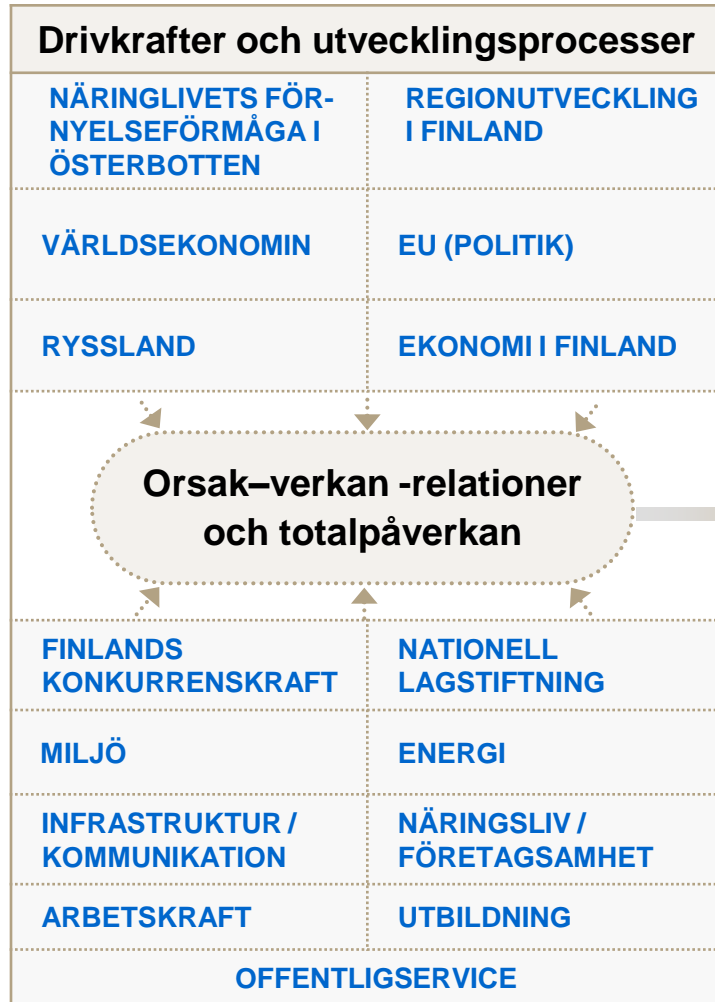 Drivkrafter och utvecklingsprocesser
NÄRINGLIVETS FÖR-
NYELSEFÖRMÅGA I
ÖSTERBOTTEN
REGIONUTVECKLING
I FINLAND
VÄRLDSEKONOMIN
EU (POLITIK)
RYSSLAND
EKONOMI I FINLAND
Orsak–verkan -relationer
och totalpåverkan
FINLANDS
KONKURRENSKRAFT
NATIONELL
LAGSTIFTNING
MILJÖ
ENERGI
INFRASTRUKTUR /
KOMMUNIKATION
NÄRINGSLIV /
FÖRETAGSAMHET
ARBETSKRAFT
UTBILDNING
OFFENTLIGSERVICE